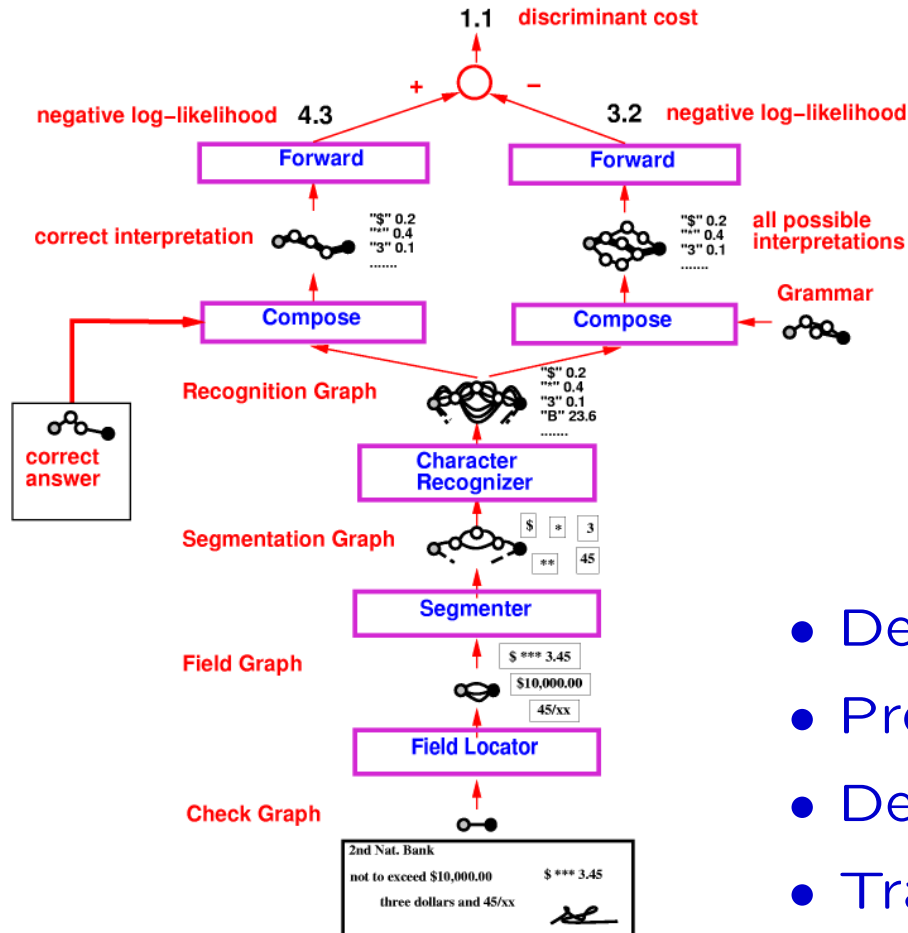 1.1 discriminant cost
+ −
negative log−likelihood 4.3
3.2 negative log−likelihood
Forward
Forward
correct interpretation
"$" 0.2
"*" 0.4
"3" 0.1
.......
"$" 0.2
"*" 0.4
"3" 0.1
.......
all possible
interpretations
Grammar
Compose
Compose
Recognition Graph
"$" 0.2
"*" 0.4
"3" 0.1
"B" 23.6
.......
correct
answer
Character
Recognizer
Segmentation Graph
$ * 3
** 45
Segmenter
Field Graph
$ *** 3.45
$10,000.00
45/xx
Field Locator
Check Graph
2nd Nat. Bank
not to exceed $10,000.00 $ *** 3.45
three dollars and 45/xx
• De
• Pr
• De
• Tra